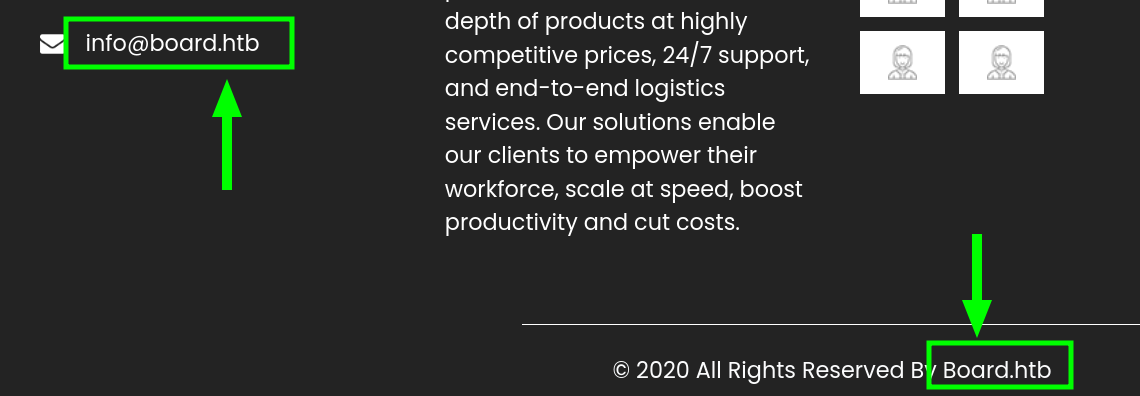 info@board.htb
depth of products at highly
competitive prices, 24/7 support,
and end-to-end logistics
services. Our solutions enable
our clients to empower their
workforce, scale at speed, boost
productivity and cut costs.
© 2020 All Rights Reserved By Board.htb